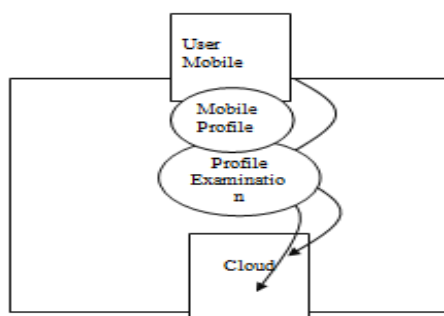 User
Mobile
Mobile
Profile
Profile
Examinatio
n
Cloud